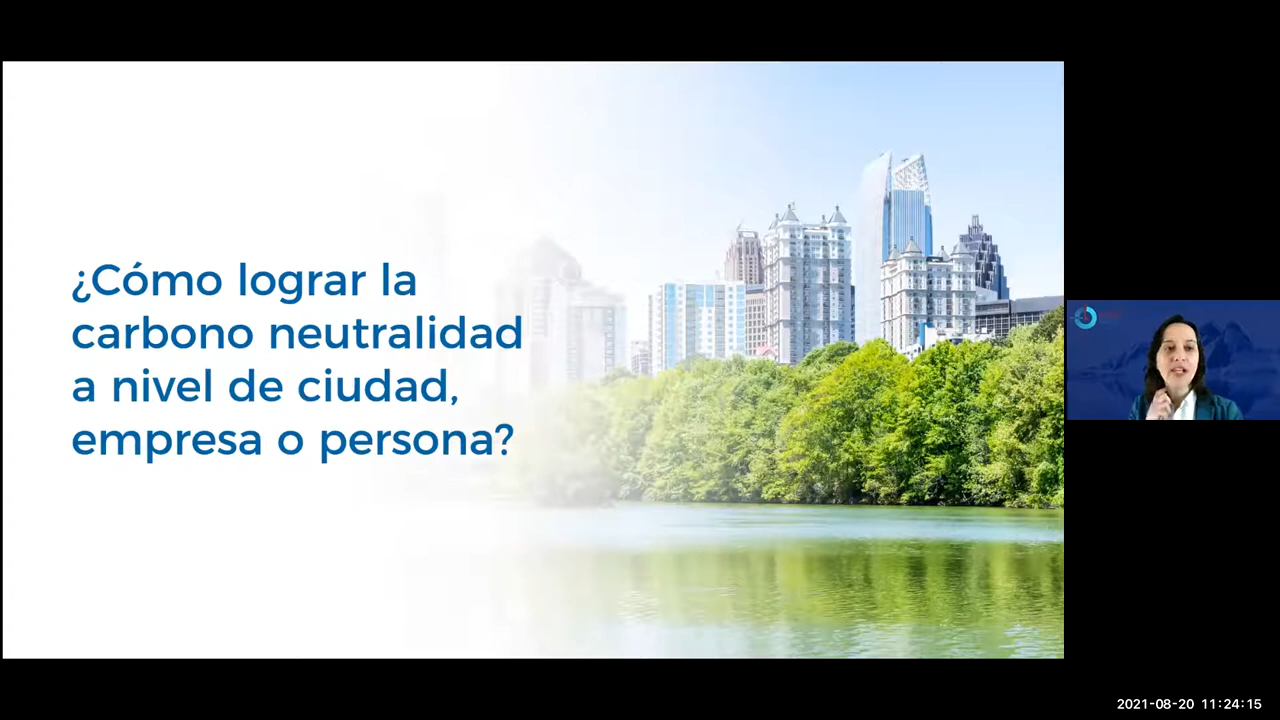 ¿Cómo lograr la
carbono neutralidad
a nivel de ciudad,
empresa o persona?
2021-08-20 11:24:15